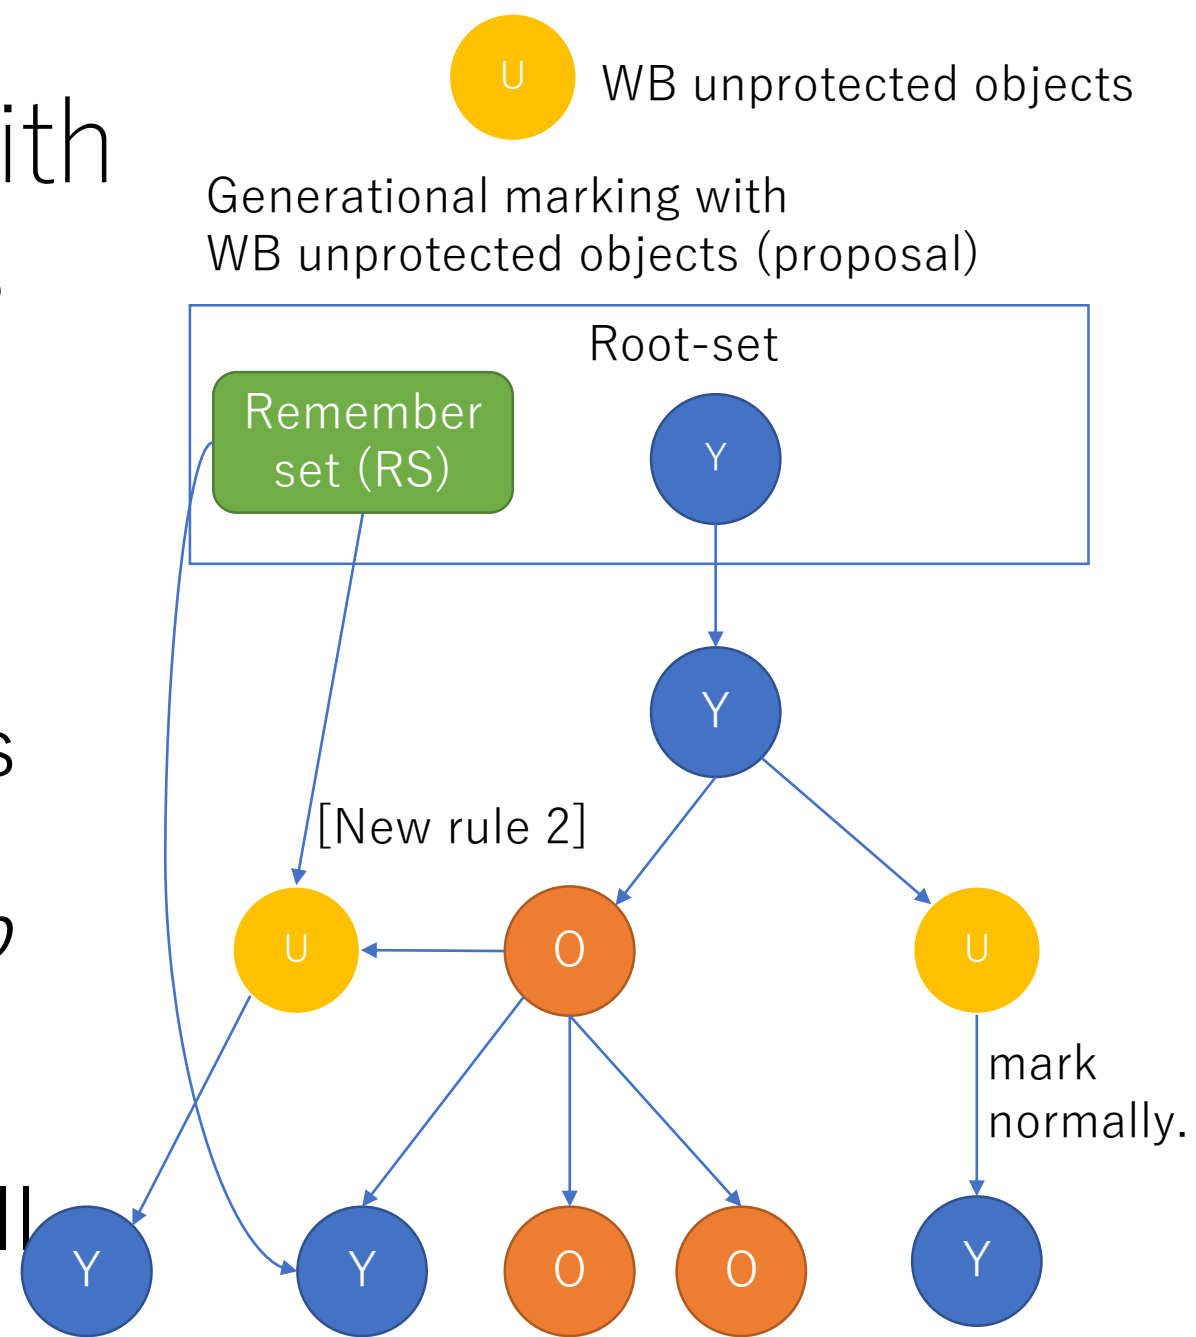 U
WB unprotected objects
ith
Generational marking with
WB unprotected objects (proposal)
Root-set
Remember
set (RS)
Y
Y
s
[New rule 2]
U
O
U
mark
normally.
ll
Y
Y
O
O
Y